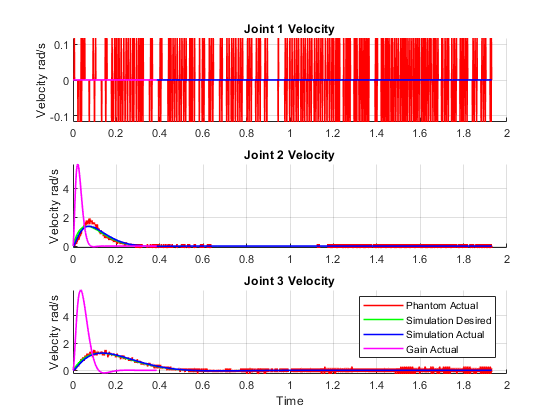 Joint 1 Velocity
Velocity rad/s
0.1
0
-0.1
0 0.2 0.4 0.6 0.8 1 1.2 1.4 1.6 1.8 2
Joint 2 Velocity
Velocity rad/s
4
2
0
0 0.2 0.4 0.6 0.8 1 1.2 1.4 1.6 1.8 2
Joint 3 Velocity
Velocity rad/s
4
2
0
Phantom Actual
Simulation Desired
Simulation Actual
Gain Actual
0 0.2 0.4 0.6 0.8 1 1.2 1.4 1.6 1.8 2
Time